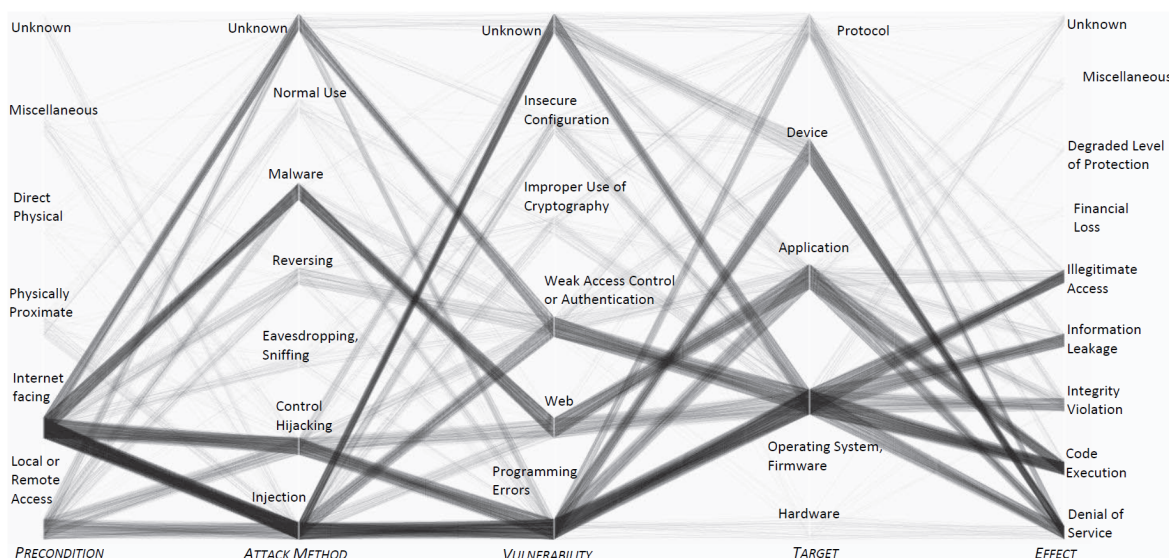 Unknown
Miscellaneous
Direct
Physical
Physically
Proximate
Internet
facing
Local or
Remote
Access
PRECONDITION
Unknown
Normal Use
Malware
Reversing
Eavesdropping,
Sniffing
Control
Hijacking
Injection
ATTACK METHOD
Unknown
Insecure
Configuration
Improper Use of
Cryptography
Weak Access Control
or Authentication
Web
Programming
Errors
VULNERABILITY
Protocol
Device
Application
Operating System,
Firmware
Hardware
TARGET
Unknown
Miscellaneous
Degraded Level
of Protection
Financial
Loss
Illegitimate
Access
Information
Leakage
Integrity
Violation
Code
Execution
Denial of
Service
EFFECT